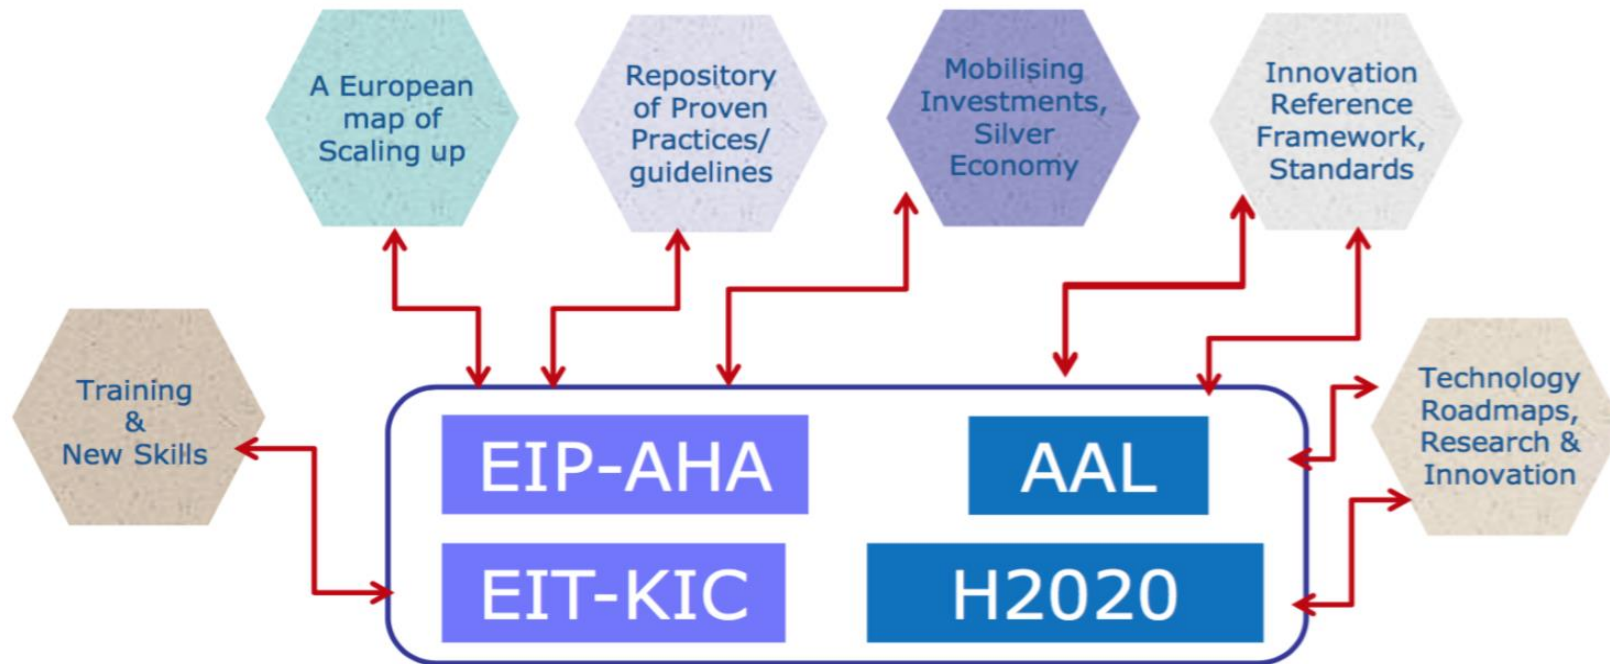 A European
map of
Scaling up
Repository
of Proven
Practices/
guidelines
Mobilising
Investments,
Silver
Economy
Innovation
Reference
Framework,
Standards
Training
&
New Skills
Technology
Roadmaps,
Research &
Innovation
EIP-AHA
AAL
EIT-KIC
H2020